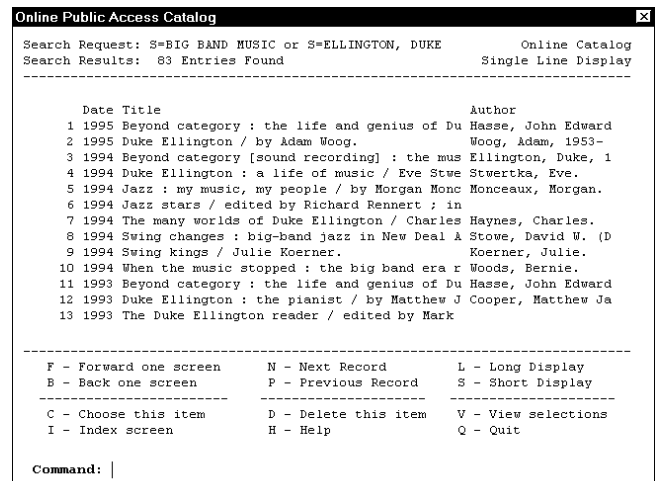 Online Public Access Catalog
Search Request: S=BIG BAND MUSIC or S=ELLINGTON, DUKE Online Catalog
Search Results: 83 Entries Found Single Line Display
Date Title Author
1 1995 Beyond category : the life and genius of Du Hasse, John Edward
2 1995 Duke Ellington / by Adam Woog. Woog, Adam, 1953-
3 1994 Beyond category [sound recording] : the mus Ellington, Duke, 1
4 1994 Duke Ellington : a life of music / Eve Stwe Stwertka, Eve.
5 1994 Jazz : my music, my people / by Morgan Monc Monceaux, Morgan.
6 1994 Jazz stars / edited by Richard Rennert ; in
7 1994 The many worlds of Duke Ellington / Charles Haynes, Charles.
8 1994 Swing changes : big-band jazz in New Deal A Stowe, David W. (D
9 1994 Swing kings / Julie Koerner. Koerner, Julie.
10 1994 When the music stopped : the big band era r Woods, Bernie.
11 1993 Beyond category : the life and genius of Du Hasse, John Edward
12 1993 Duke Ellington : the pianist / by Matthew J Cooper, Matthew Ja
13 1993 The Duke Ellington reader / edited by Mark
F - Forward one screen N - Next Record L - Long Display
B - Back one screen P - Previous Record S - Short Display
C - Choose this item D - Delete this item V - View selections
I - Index screen H - Help Q - Quit
Command: